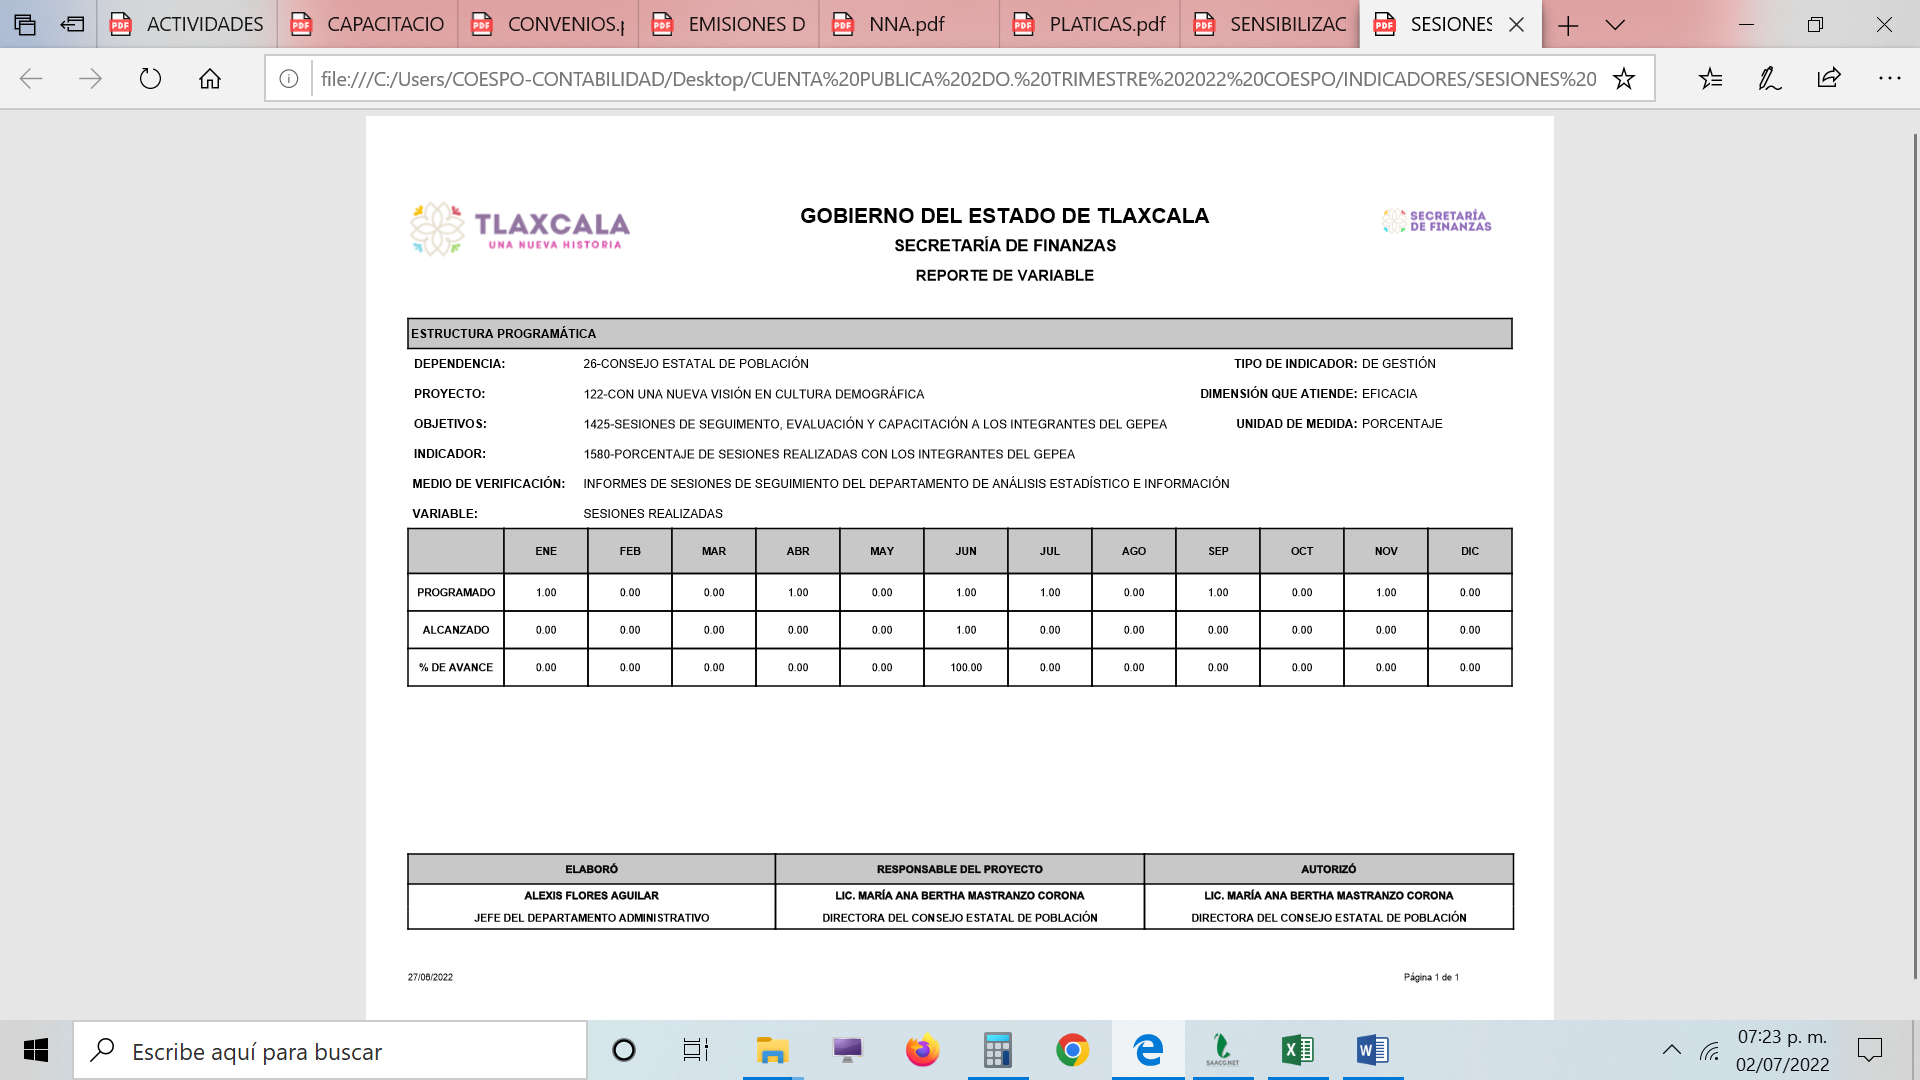 ACTIVIDADES
CAPACITACIO
CONVENIOS.p
EMISIONES D
NNA.pdf
PLATICAS.pdf
SENSIBILIZAC
SESIONES
file:///C:/Users/COESPO-CONTABILIDAD/Desktop/CUENTA%20PUBLICA%202DO.%20TRIMESTRE%202022%20COESPO/INDICADORES/SESIONES%20
TLAXCALA
UNA NUEVA HISTORIA
GOBIERNO DEL ESTADO DE TLAXCALA
SECRETARÍA DE FINANZAS
REPORTE DE VARIABLE
SECRETARÍA
DE FINANZAS
ESTRUCTURA PROGRAMÁTICA
DEPENDENCIA: 26-CONSEJO ESTATAL DE POBLACIÓN TIPO DE INDICADOR: DE GESTIÓN
PROYECTO: 122-CON UNA NUEVA VISIÓN EN CULTURA DEMOGRÁFICA DIMENSIÓN QUE ATIENDE: EFICACIA
OBJETIVOS: 1425-SESIONES DE SEGUIMENTO, EVALUACIÓN Y CAPACITACIÓN A LOS INTEGRANTES DEL GEPEA UNIDAD DE MEDIDA: PORCENTAJE
INDICADOR: 1580-PORCENTAJE DE SESIONES REALIZADAS CON LOS INTEGRANTES DEL GEPEA
MEDIO DE VERIFICACIÓN: INFORMES DE SESIONES DE SEGUIMIENTO DEL DEPARTAMENTO DE ANÁLISIS ESTADÍSTICO E INFORMACIÓN
VARIABLE: SESIONES REALIZADAS
ENE FEB MAR ABR MAY JUN JUL AGO SEP OCT NOV DIC
PROGRAMADO 1.00 0.00 0.00 1.00 0.00 1.00 1.00 0.00 1.00 0.00 1.00 0.00
ALCANZADO 0.00 0.00 0.00 0.00 0.00 1.00 0.00 0.00 0.00 0.00 0.00 0.00
% DE AVANCE 0.00 0.00 0.00 0.00 0.00 100.00 0.00 0.00 0.00 0.00 0.00 0.00
ELABORÓ RESPONSABLE DEL PROYECTO AUTORIZÓ
ALEXIS FLORES AGUILAR LIC. MARÍA ANA BERTHA MASTRANZO CORONA LIC. MARÍA ANA BERTHA MASTRANZO CORONA
JEFE DEL DEPARTAMENTO ADMINISTRATIVO DIRECTORA DEL CONSEJO ESTATAL DE POBLACIÓN DIRECTORA DEL CONSEJO ESTATAL DE POBLACIÓN
27/06/2022 Página 1 de 1
Escribe aquí para buscar
SAACG.NET
07:23 p. m.
02/07/2022